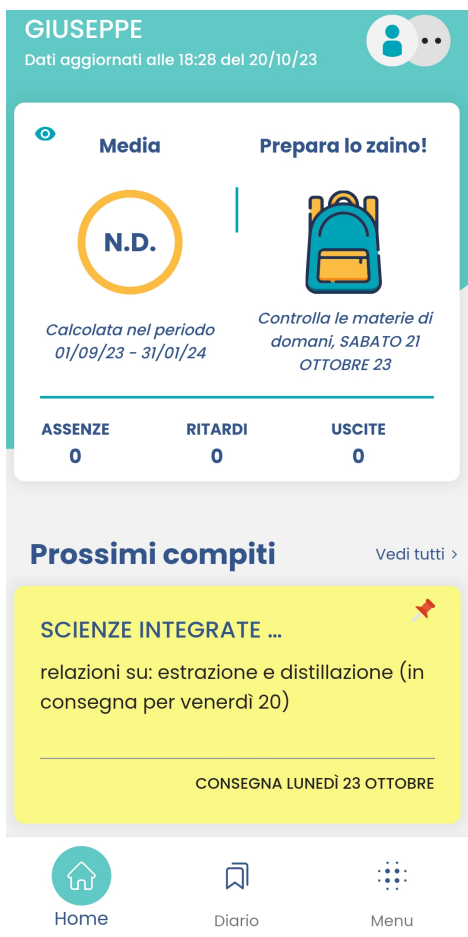 GIUSEPPE
Dati aggiornati alle 18:28 del 20/10/23
Media
Prepara lo zaino!
N.D.
Calcolata nel periodo
01/09/23 - 31/01/24
Controlla le materie di
domani, SABATO 21
OTTOBRE 23
ASSENZE
RITARDI
USCITE
0
0
0
Prossimi compiti
Vedi tutti >
SCIENZE INTEGRATE ...
relazioni su: estrazione e distillazione (in
consegna per venerdì 20)
CONSEGNA LUNEDÌ 23 OTTOBRE
Home
Diario
Menu